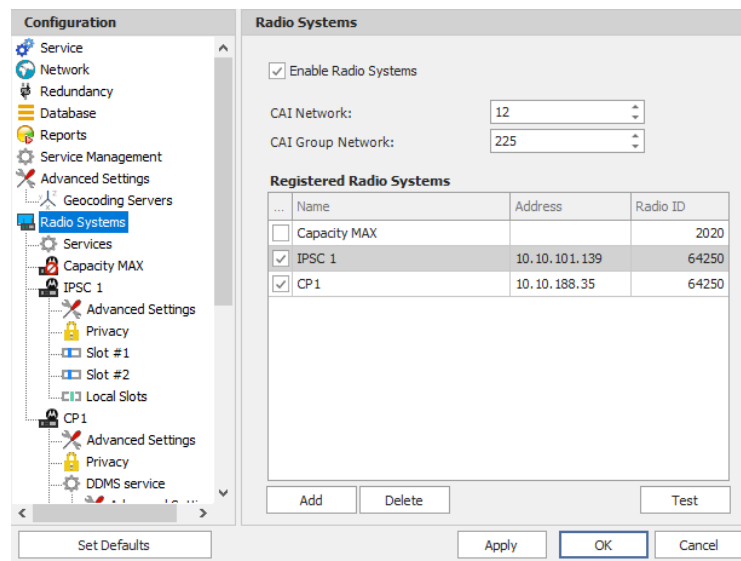 Configuration
Service
Network
Redundancy
Database
Reports
Service Management
Advanced Settings
Geocoding Servers
Radio Systems
Services
Capacity MAX
IPSC 1
Advanced Settings
Privacy
Slot #1
Slot #2
Local Slots
CP1
Advanced Settings
Privacy
DDMS service
Set Defaults
Radio Systems
Enable Radio Systems
CAI Network: 12
CAI Group Network: 225
Registered Radio Systems
... Name Address Radio ID
Capacity MAX 2020
IPSC 1 10.10.101.139 64250
CP1 10.10.188.35 64250
Add Delete Test
Apply OK Cancel